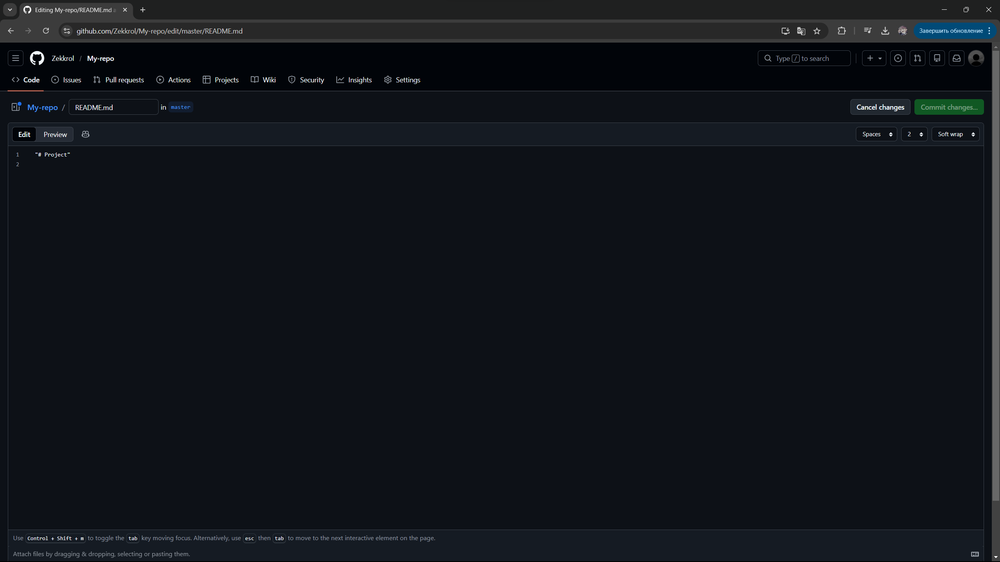 Editing My-repo/README.md a
github.com/Zekkrol/My-repo/edit/master/README.md
Завершить обновление
Zekkrol / My-repo
Type / to search
Code Issues Pull requests Actions Projects Wiki Security Insights Settings
My-repo / README.md in master
Cancel changes Commit changes...
Edit Preview
Spaces 2 Soft wrap
1 "# Project"
2
Use Control + Shift + m to toggle the tab key moving focus. Alternatively, use esc then tab to move to the next interactive element on the page.
Attach files by dragging & dropping, selecting or pasting them.